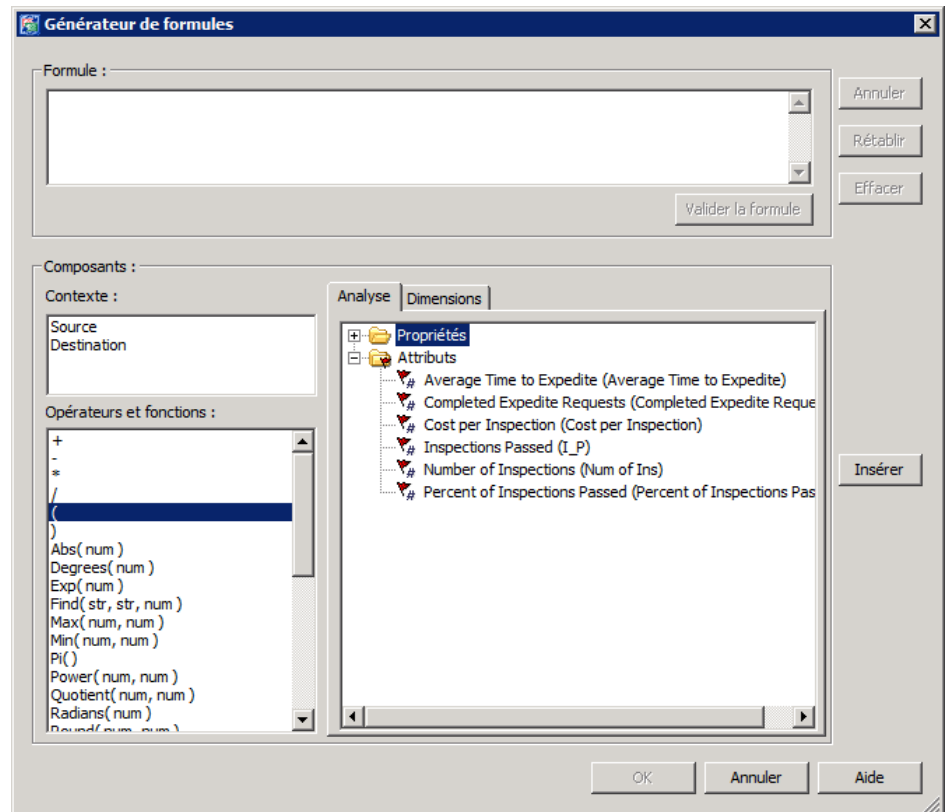 Générateur de formules
Formule :
Annuler
Rétablir
Effacer
Valider la formule
Composants :
Contexte :
Source
Destination
Opérateurs et fonctions :
+
-
*
/
(
)
Abs( num )
Degrees( num )
Exp( num )
Find( str, str, num )
Max( num, num )
Min( num, num )
Pi( )
Power( num, num )
Quotient( num, num )
Radians( num )
Round( num, num )
Analyse
Dimensions
Propriétés
Attributs
Average Time to Expedite (Average Time to Expedite)
Completed Expedite Requests (Completed Expedite Reque
Cost per Inspection (Cost per Inspection)
Inspections Passed (I_P)
Number of Inspections (Num of Ins)
Percent of Inspections Passed (Percent of Inspections Pas
Insérer
OK
Annuler
Aide